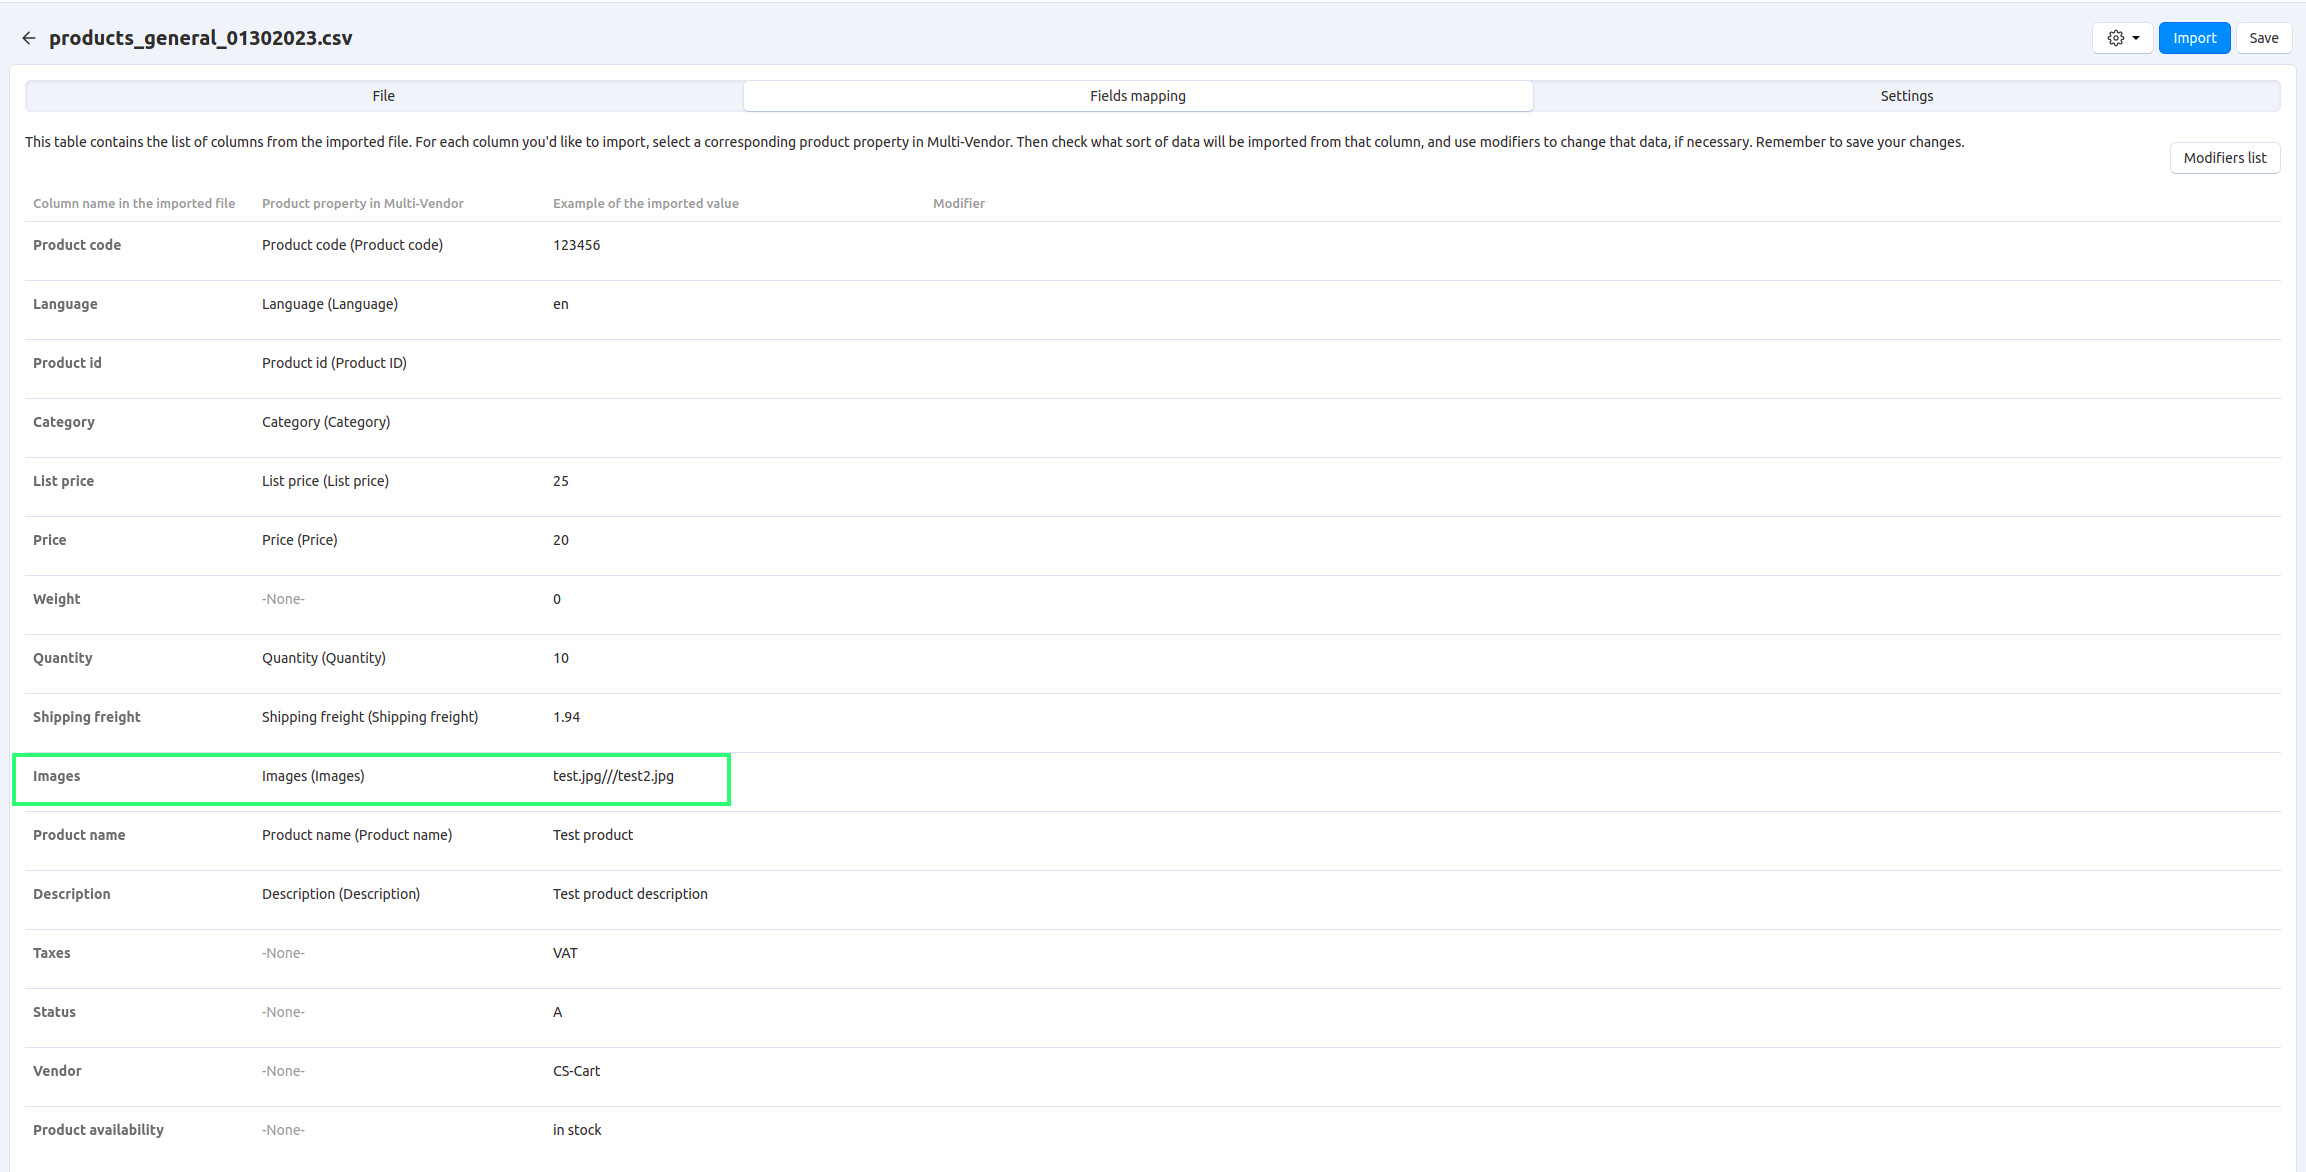 products_general_01302023.csv
Import
Save
File
Fields mapping
Settings
This table contains the list of columns from the imported file. For each column you'd like to import, select a corresponding product property in Multi-Vendor. Then check what sort of data will be imported from that column, and use modifiers to change that data, if necessary. Remember to save your changes.
Modifiers list
Column name in the imported file Product property in Multi-Vendor Example of the imported value Modifier
Product code Product code (Product code) 123456
Language Language (Language) en
Product id Product id (Product ID)
Category Category (Category)
List price List price (List price) 25
Price Price (Price) 20
Weight -None- 0
Quantity Quantity (Quantity) 10
Shipping freight Shipping freight (Shipping freight) 1.94
Images Images (Images) test.jpg///test2.jpg
Product name Product name (Product name) Test product
Description Description (Description) Test product description
Taxes -None- VAT
Status -None- A
Vendor -None- CS-Cart
Product availability -None- in stock